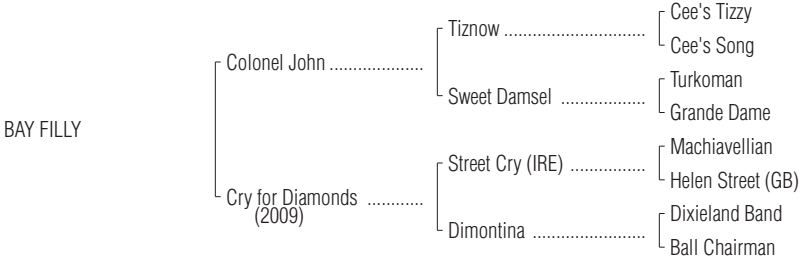 Cee's Tizzy
Tiznow ..............................
Cee's Song
Colonel John ....................
Turkoman
Sweet Damsel ..................
Grande Dame
BAY FILLY
Machiavellian
Street Cry (IRE) ................
Helen Street (GB)
Cry for Diamonds ............
(2009)
Dixieland Band
Dimontina ........................
Ball Chairman